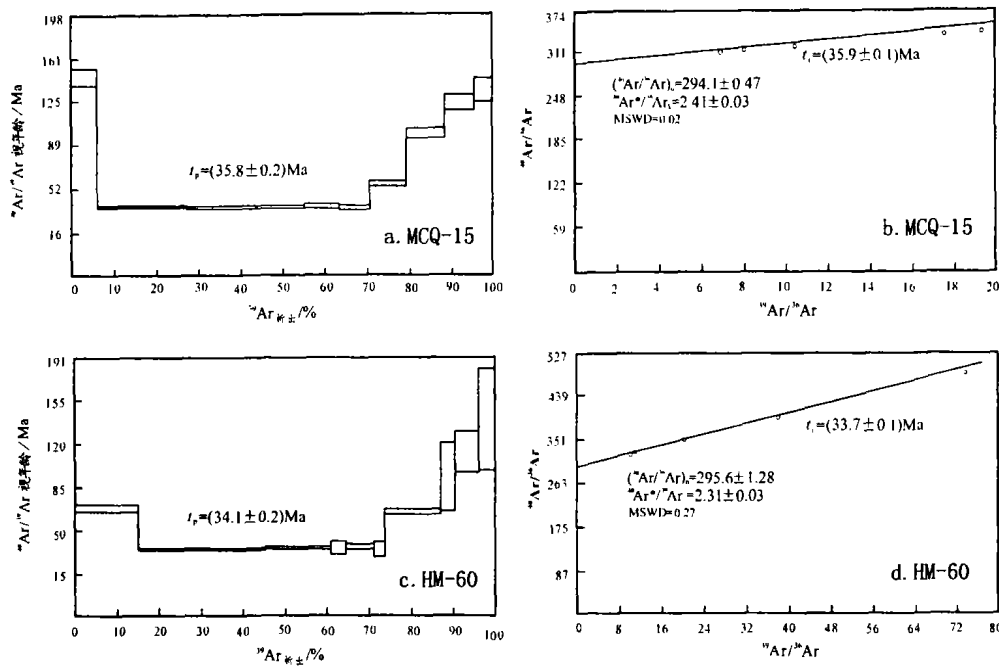 198
161
125
89
52
16
⁴⁰Ar/³⁹Ar 视年龄/Ma
tₚ=(35.8±0.2)Ma
a. MCQ-15
0 10 20 30 40 50 60 70 80 90 100
³⁹Ar析出/%
374
311
248
185
122
59
⁴⁰Ar/³⁶Ar
tᵢ=(35.9±0.1)Ma
(⁴⁰Ar/³⁶Ar)₀=294.1±0.47
⁴⁰Ar*/³⁹Arₖ=2.41±0.03
MSWD=0.02
b. MCQ-15
0 2 4 6 8 10 12 14 16 18 20
³⁹Ar/³⁶Ar
191
155
120
85
50
15
⁴⁰Ar/³⁹Ar 视年龄/Ma
tₚ=(34.1±0.2)Ma
c. HM-60
0 10 20 30 40 50 60 70 80 90 100
³⁹Ar析出/%
527
439
351
263
175
87
⁴⁰Ar/³⁶Ar
tᵢ=(33.7±0.1)Ma
(⁴⁰Ar/³⁶Ar)₀=295.6±1.28
⁴⁰Ar*/³⁹Ar=2.31±0.03
MSWD=0.27
d. HM-60
0 8 16 24 32 40 48 56 64 72 80
³⁹Ar/³⁶Ar